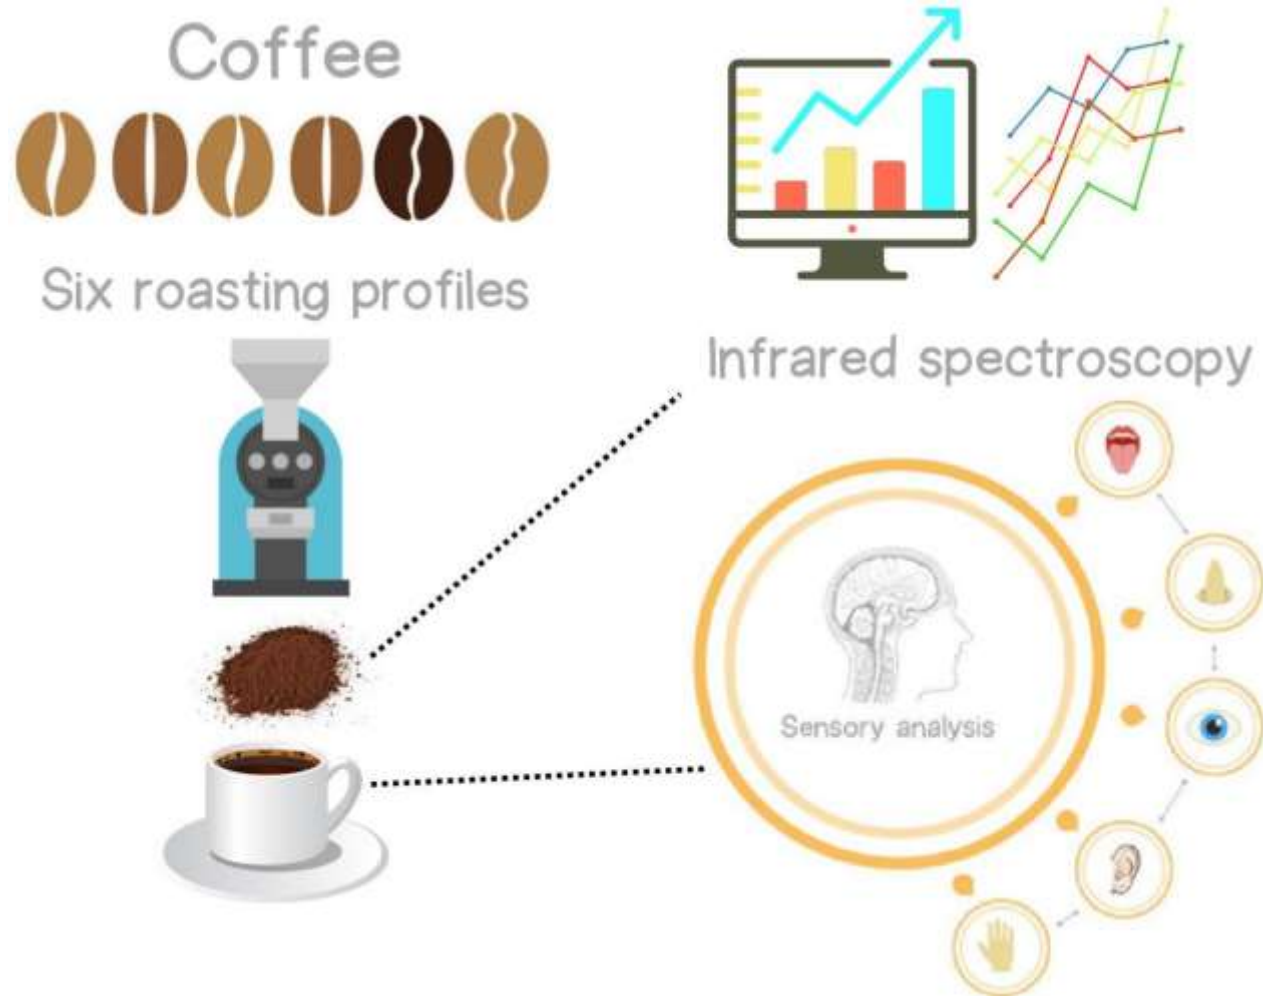 Coffee
Six roasting profiles
Infrared spectroscopy
Sensory analysis